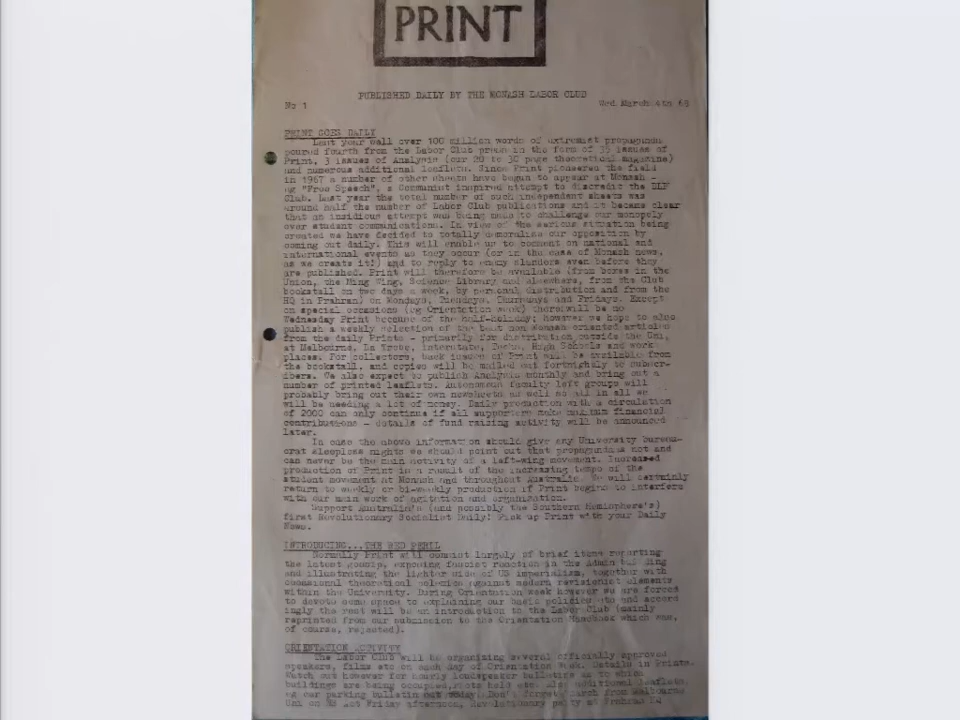 PRINT
PUBLISHED DAILY BY THE MONASH LABOR CLUB
No 1 Wed March 4th 69
PRINT GOES DAILY
Last year well over 100 million words of extremist propaganda
poured fourth from the Labor Club press in the form of 35 issues of
Print, 3 issues of Analysis (our 20 to 30 page theoretical magazine)
and numerous additional leaflets. Since Print pioneered the field
in 1967 a number of other sheets have begun to appear at Monash -
eg "Free Speech", a Communist inspired attempt to discredit the DLP
Club. Last year the total number of such independent sheets was
around half the number of Labor Club publications and it became clear
that an insidious attempt was being made to challenge our monopoly
over student communications. In view of the serious situation being
created we have decided to totally demoralise our opposition by
coming out daily. This will enable us to comment on national and
international events as they occur (or in the case of Monash news,
as we create it!) and to reply to enemy slanders even before they
are published. Print will therefore be available (from boxes in the
Union, the Ming Wing, Science Library and elsewhere, from the Club
bookstall on two days a week, by personal distribution and from the
HQ in Prahran) on Mondays, Tuesdays, Thursdays and Fridays. Except
on special occasions (eg Orientation week) there will be no
Wednesday Print because of the half-holiday; However we hope to also
publish a weekly selection of the best non Monash oriented articles
from the daily Prints - primarily for distribution outside the Uni,
at Melbourne, La Trobe, interstate, Techs, High Schools and work
places. For collectors, back issues of Print will be available from
the bookstall, and copies will be mailed out fortnightly to subscr-
ibers. We also expect to publish Analysis monthly and bring out a
number of printed leaflets. Autonomous faculty left groups will
probably bring out their own newsheets as well so all in all we
will be needing a lot of money. Daily production with a circulation
of 2000 can only continue if all supporters make maximum financial
contributions - details of fund raising activity will be announced
later.
In case the above information should give any University bureau-
crat sleepless nights we should point out that propaganda is not and
can never be the main activity of a left-wing movement. Increased
production of Print is a result of the increasing tempo of the
student movement at Monash and throughout Australia. We will certainly
return to weekly or bi-weekly production if Print begins to interfere
with our main work of agitation and organisation.
Support Australia's (and possibly the Southern Hemisphere's)
first Revolutionary Socialist Daily! Pick up Print with your Daily
News.
INTRODUCING...THE RED PERIL
Normally Print will consist largely of brief items reporting
the latest gossip, exposing fascist reaction in the Admin building
and illustrating the lighter side of US imperialism, together with
occasional theoretical polemics against modern revisionist elements
within the University. During Orientation week however we are forced
to devote some space to explaining our basic policies etc and accord
ingly the rest will be an introduction to the Labor Club (mainly
reprinted from our submission to the Orientation Handbook which was,
of course, rejected).
ORIENTATION ACTIVITY
The Labor Club will be organising several officially approved
speakers, films etc on each day of Orientation Week. Details in Prints.
Watch out however for hourly loudspeaker bulletins as to which
buildings are being occupied, etc. additional leaflets
eg car parking bulletin out today. Don't forget march from Melbourne
Uni on Friday afternoon, Revolutionary party at Prahran HQ